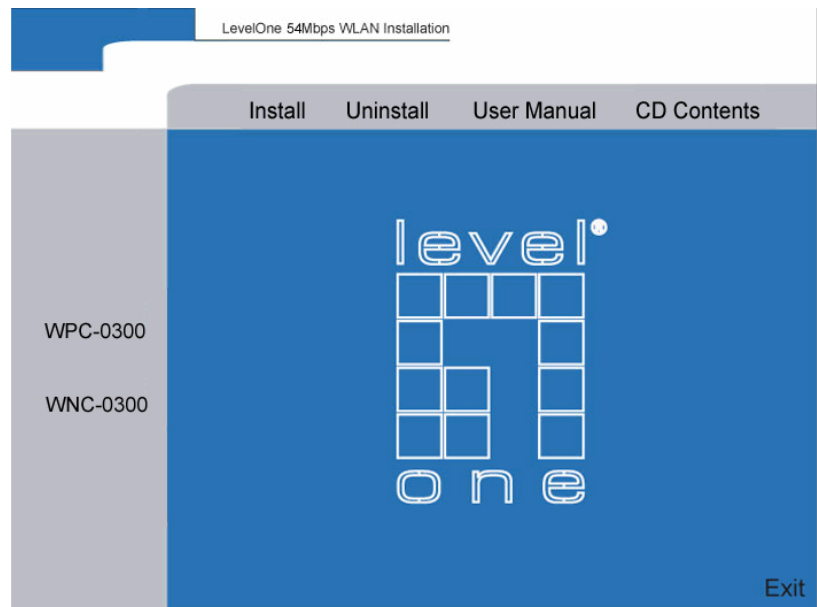 LevelOne 54Mbps WLAN Installation
Install Uninstall User Manual CD Contents
level
one
WPC-0300
WNC-0300
Exit